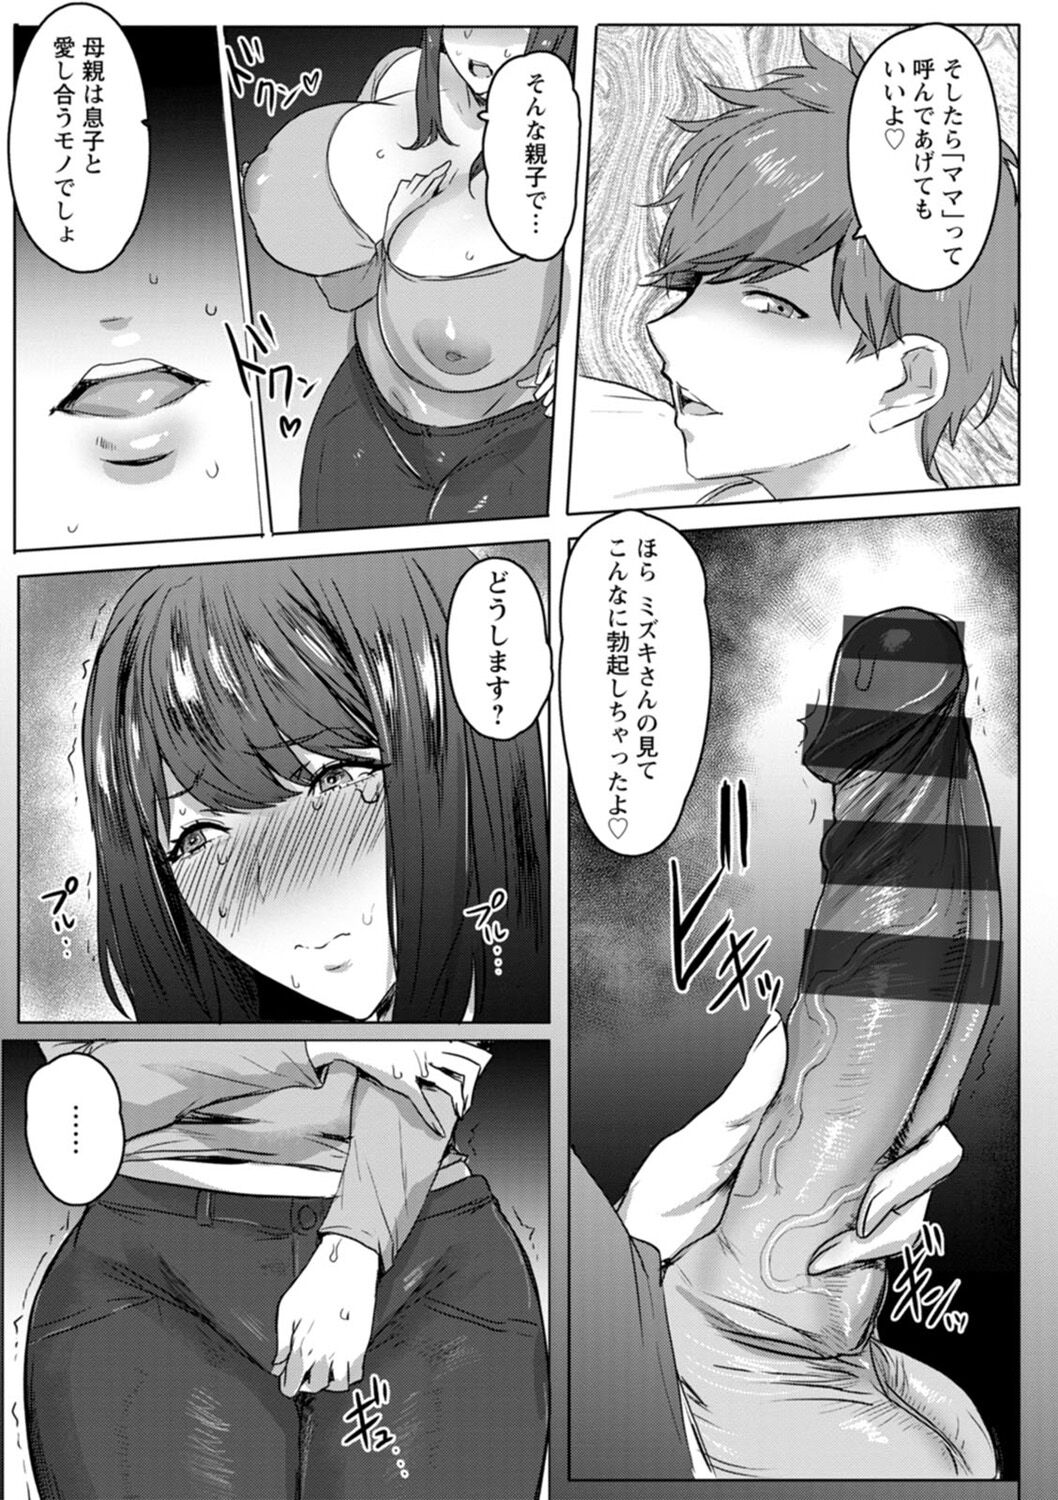 そしたら「ママ」って
呼んであげても
いいよ♡
そんな親子で…
ドクンッ♡
ドクンッ♡
母親は息子と
愛し合うモノでしょ
ほら ミズキさんの見て
こんなに勃起しちゃったよ♡
ビキッ
ギンッ
どうします?
プル…
プル…
……
ギュ…